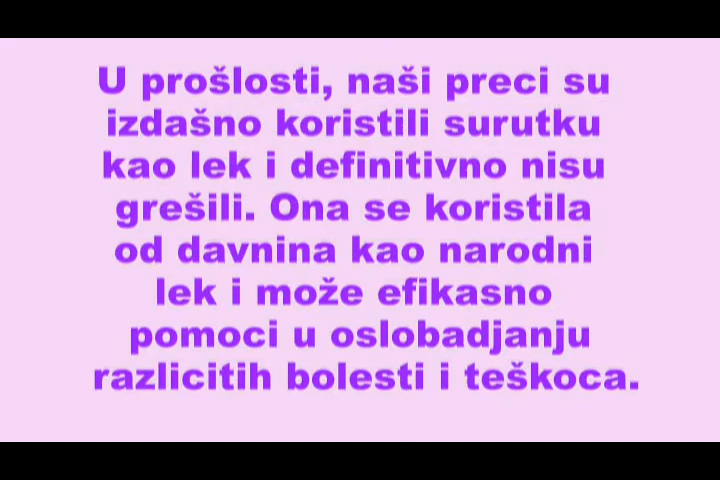 U prošlosti, naši preci su
izdašno koristili surutku
kao lek i definitivno nisu
grešili. Ona se koristila
od davnina kao narodni
lek i može efikasno
pomoci u oslobadjanju
razlicitih bolesti i teškoca.